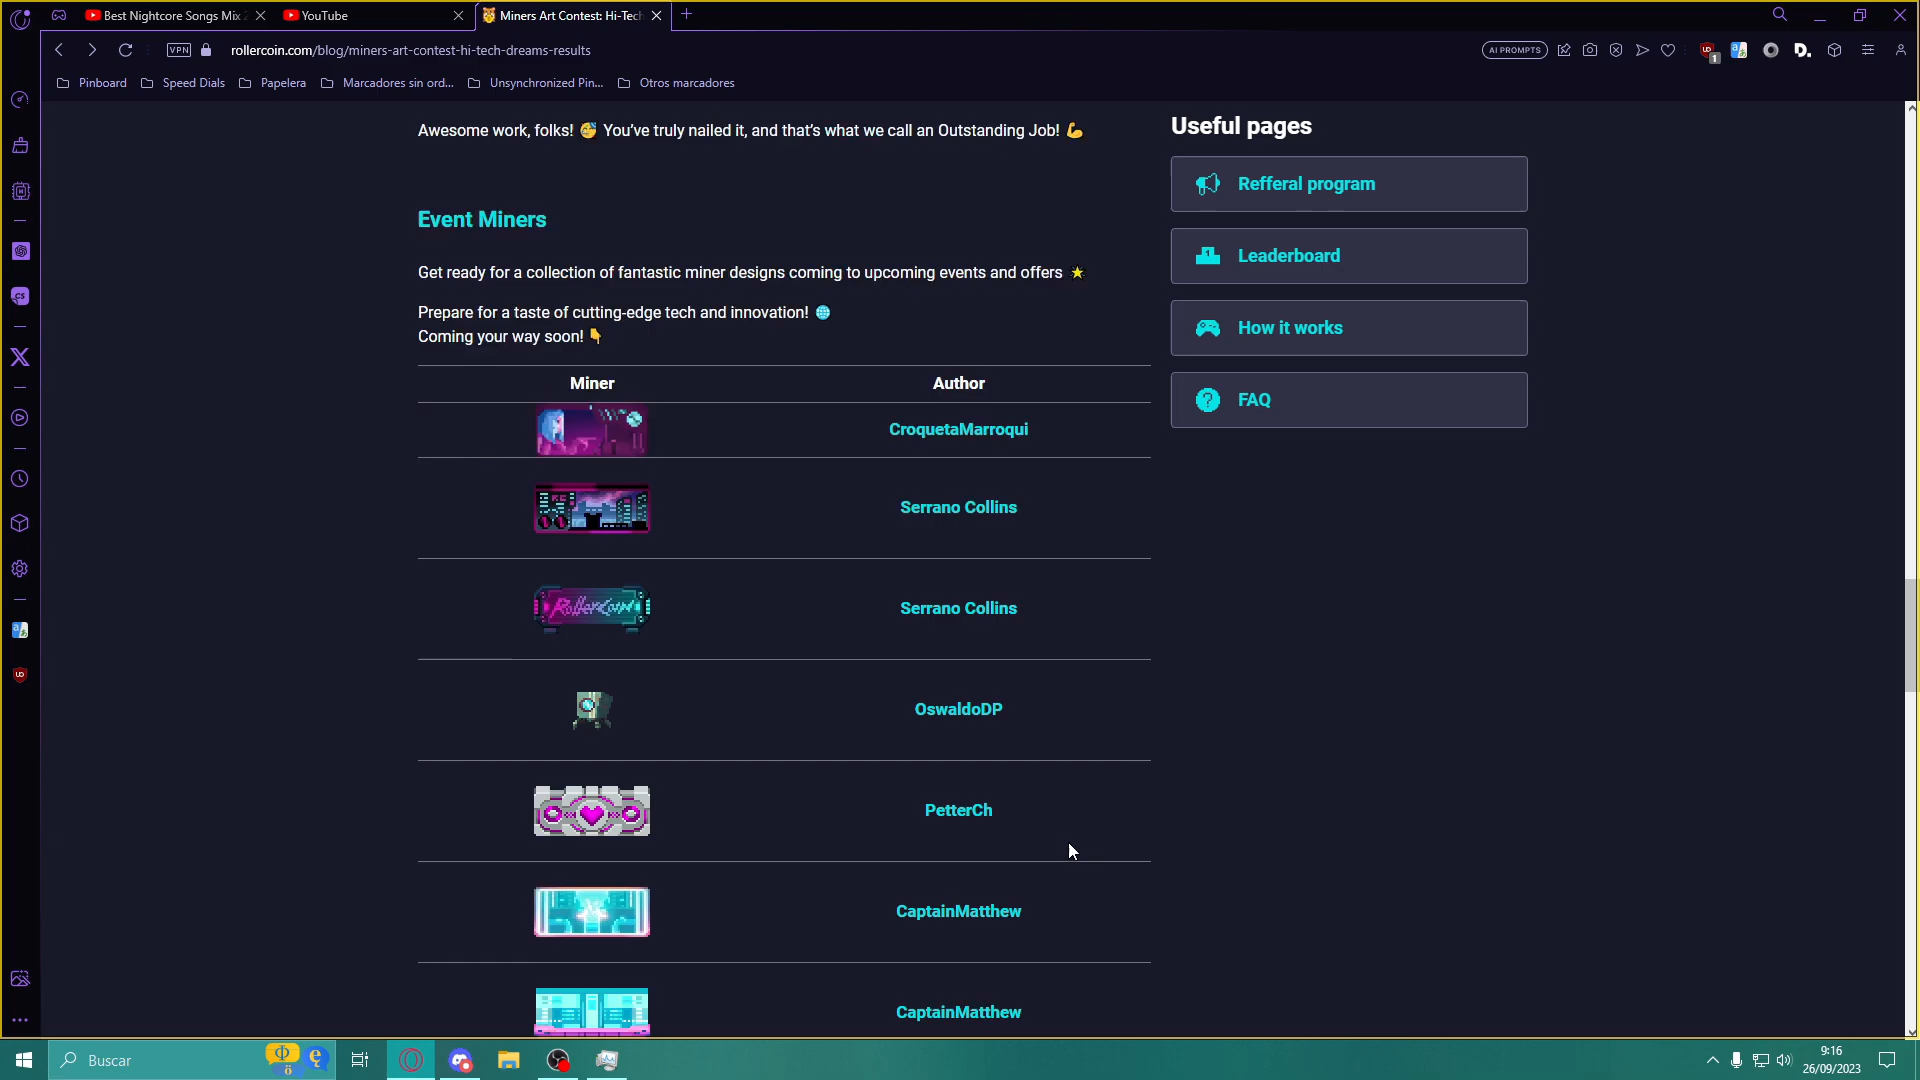 Best Nightcore Songs Mix
YouTube
Miners Art Contest: Hi-Tech
VPN
rollercoin.com/blog/miners-art-contest-hi-tech-dreams-results
AI PROMPTS
1
Pinboard
Speed Dials
Papelera
Marcadores sin ord...
Unsynchronized Pin...
Otros marcadores
Awesome work, folks! 🥳 You’ve truly nailed it, and that’s what we call an Outstanding Job! 💪
Event Miners
Get ready for a collection of fantastic miner designs coming to upcoming events and offers ⭐
Prepare for a taste of cutting-edge tech and innovation! 🌐
Coming your way soon! 👇
Miner
Author
CroquetaMarroqui
Serrano Collins
RollerCoin
Serrano Collins
OswaldoDP
PetterCh
CaptainMatthew
CaptainMatthew
Useful pages
Refferal program
Leaderboard
How it works
FAQ
Buscar
9:16
26/09/2023